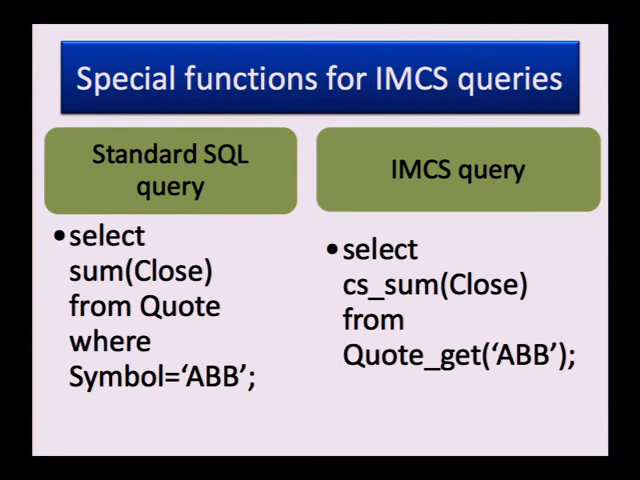 Special functions for IMCS queries
Standard SQL
query
•select
sum(Close)
from Quote
where
Symbol=‘ABB’;
IMCS query
•select
cs_sum(Close)
from
Quote_get(‘ABB’);